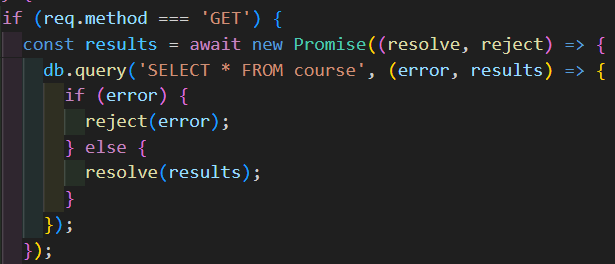 if (req.method === 'GET') {
const results = await new Promise((resolve, reject) => {
db.query('SELECT * FROM course', (error, results) => {
if (error) {
reject(error);
} else {
resolve(results);
}
});
});